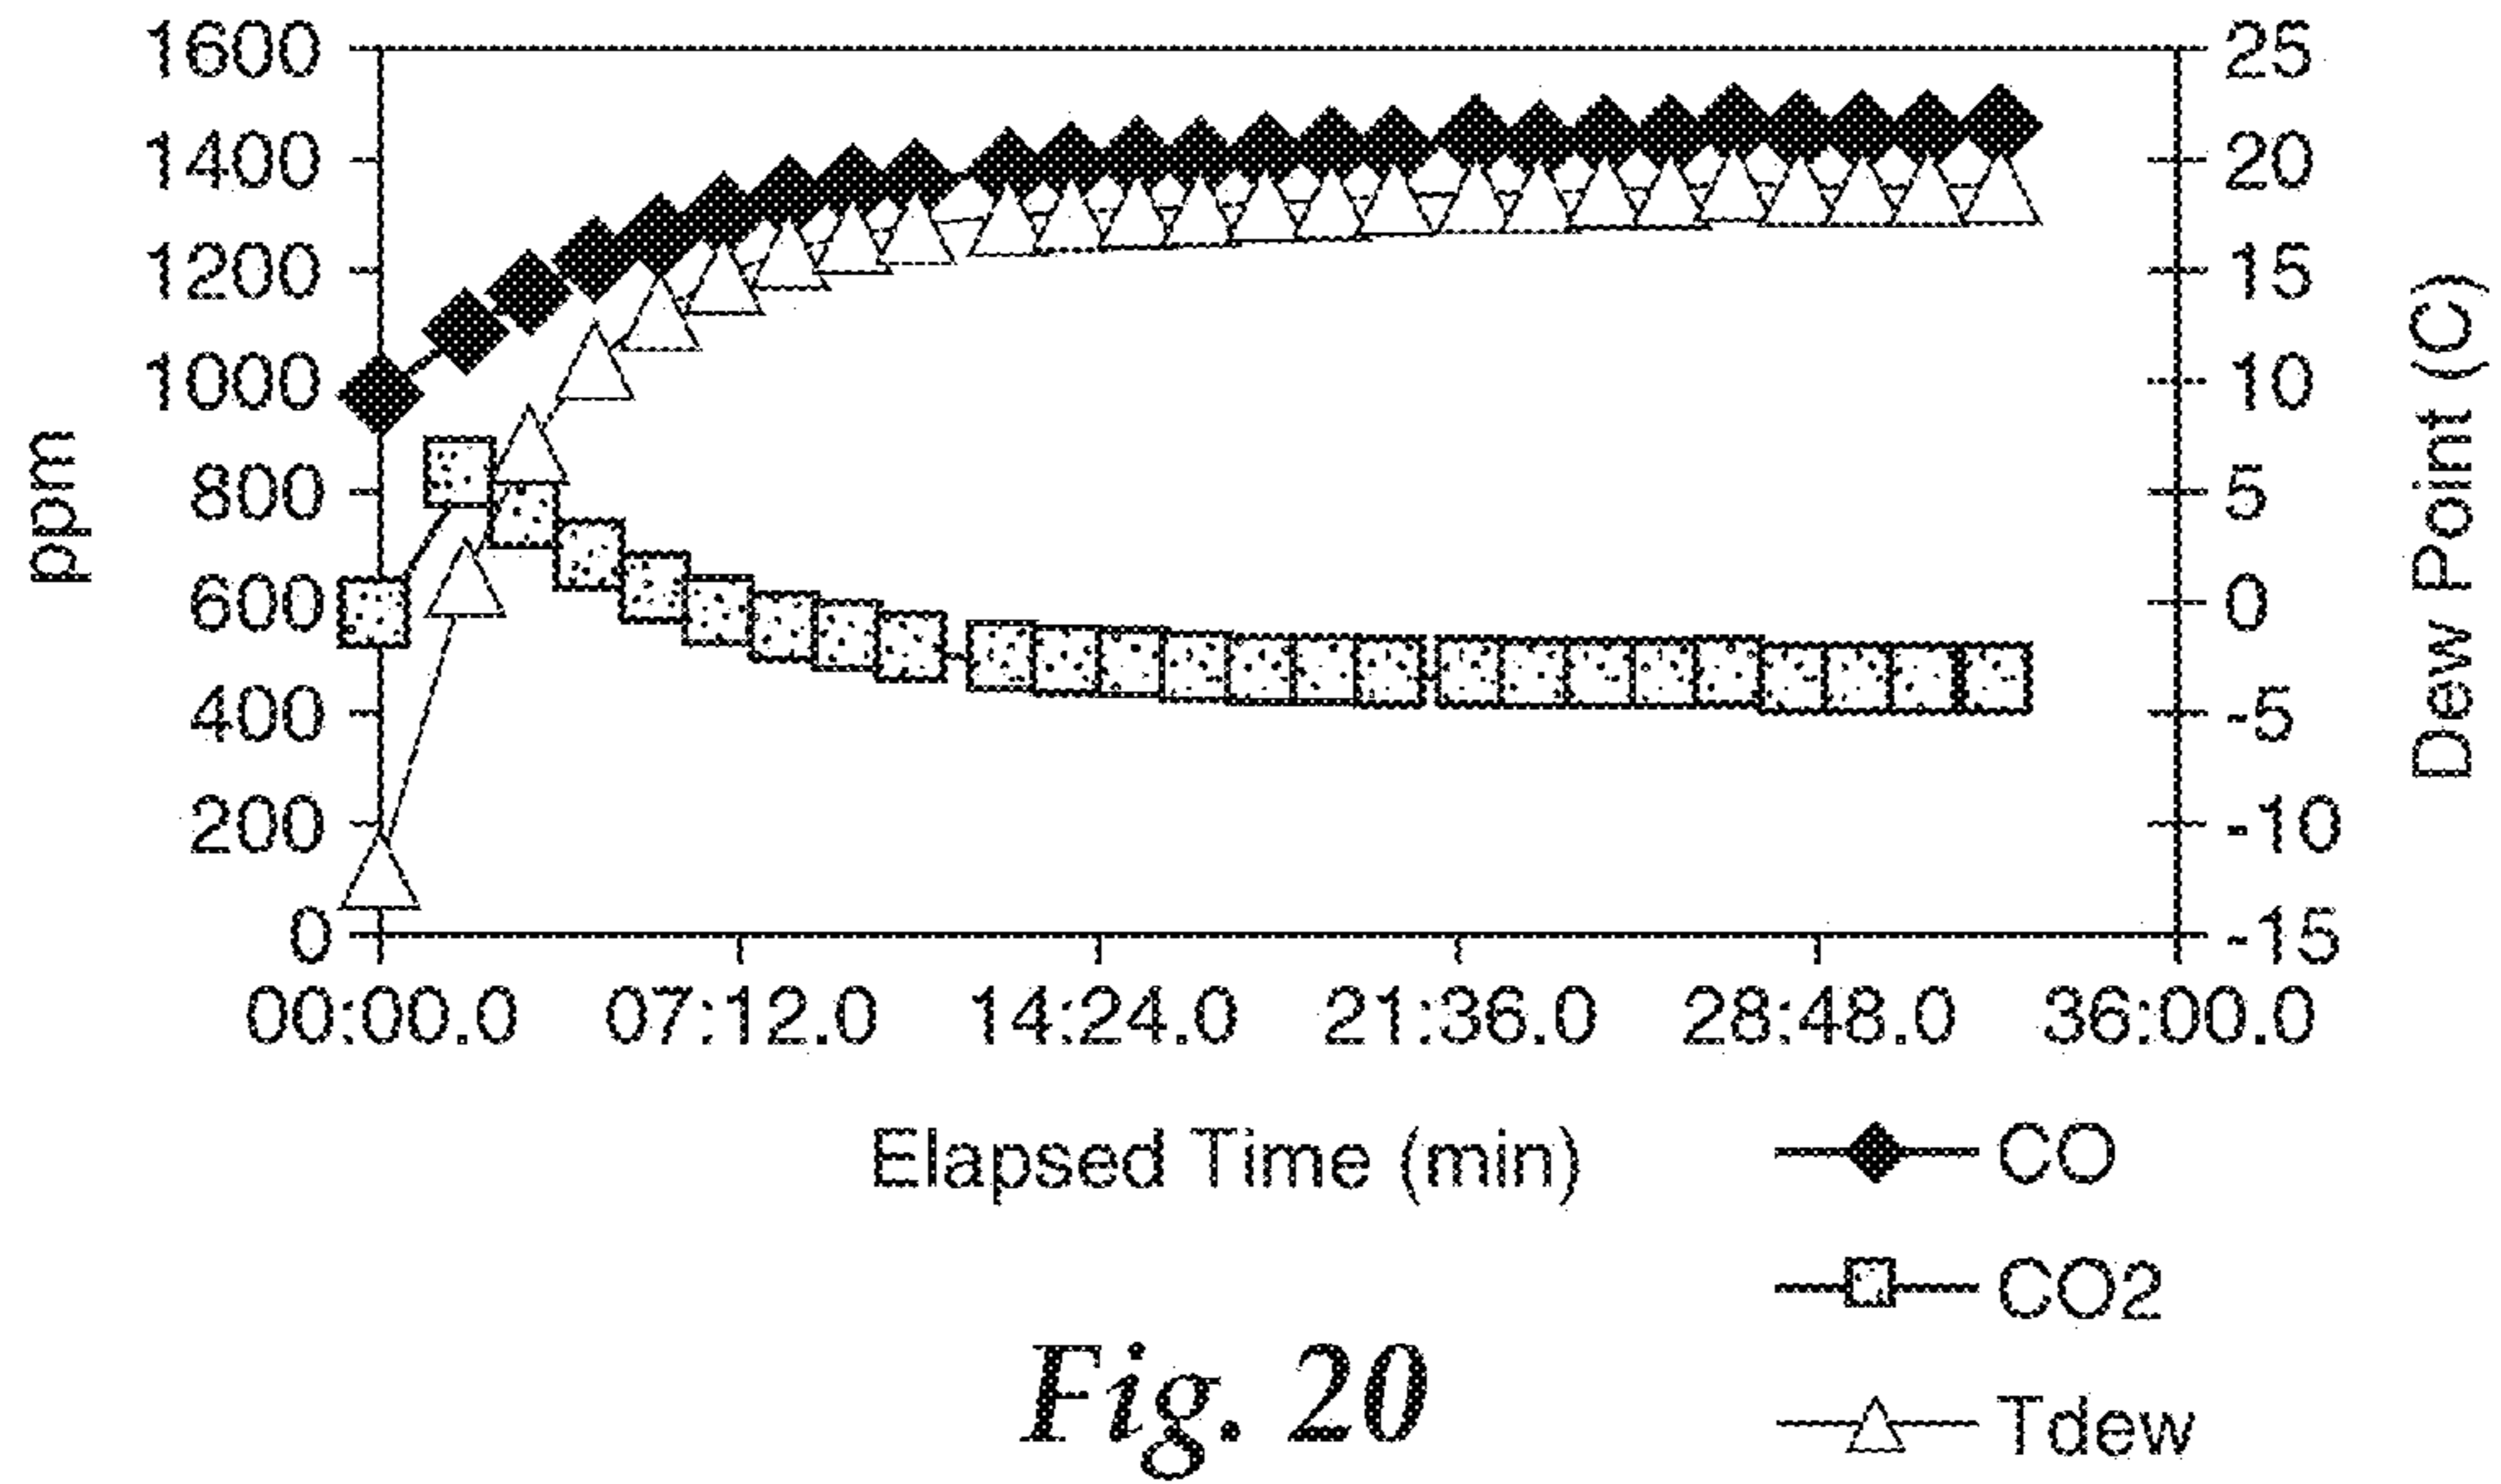 1600
1400
1200
1000
800
600
400
200
0
ppm
25
20
15
10
5
0
-5
-10
-15
Dew Point (C)
00:00.0 07:12.0 14:24.0 21:36.0 28:48.0 36:00.0
Elapsed Time (min)
CO
CO2
Tdew
Fig. 20